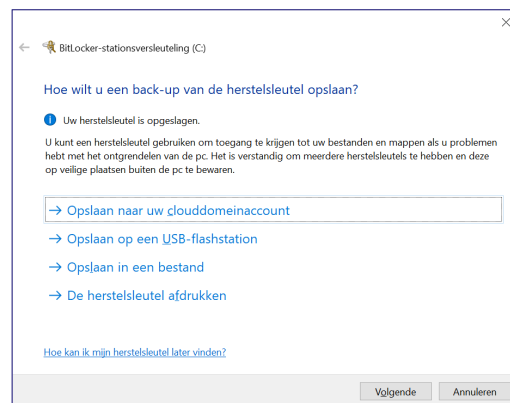 BitLocker-stationsversleuteling (C:)
Hoe wilt u een back-up van de herstelsleutel opslaan?
Uw herstelsleutel is opgeslagen.
U kunt een herstelsleutel gebruiken om toegang te krijgen tot uw bestanden en mappen als u problemen
hebt met het ontgrendelen van de pc. Het is verstandig om meerdere herstelsleutels te hebben en deze
op veilige plaatsen buiten de pc te bewaren.
Opslaan naar uw clouddomeinaccount
Opslaan op een USB-flashstation
Opslaan in een bestand
De herstelsleutel afdrukken
Hoe kan ik mijn herstelsleutel later vinden?
Volgende
Annuleren